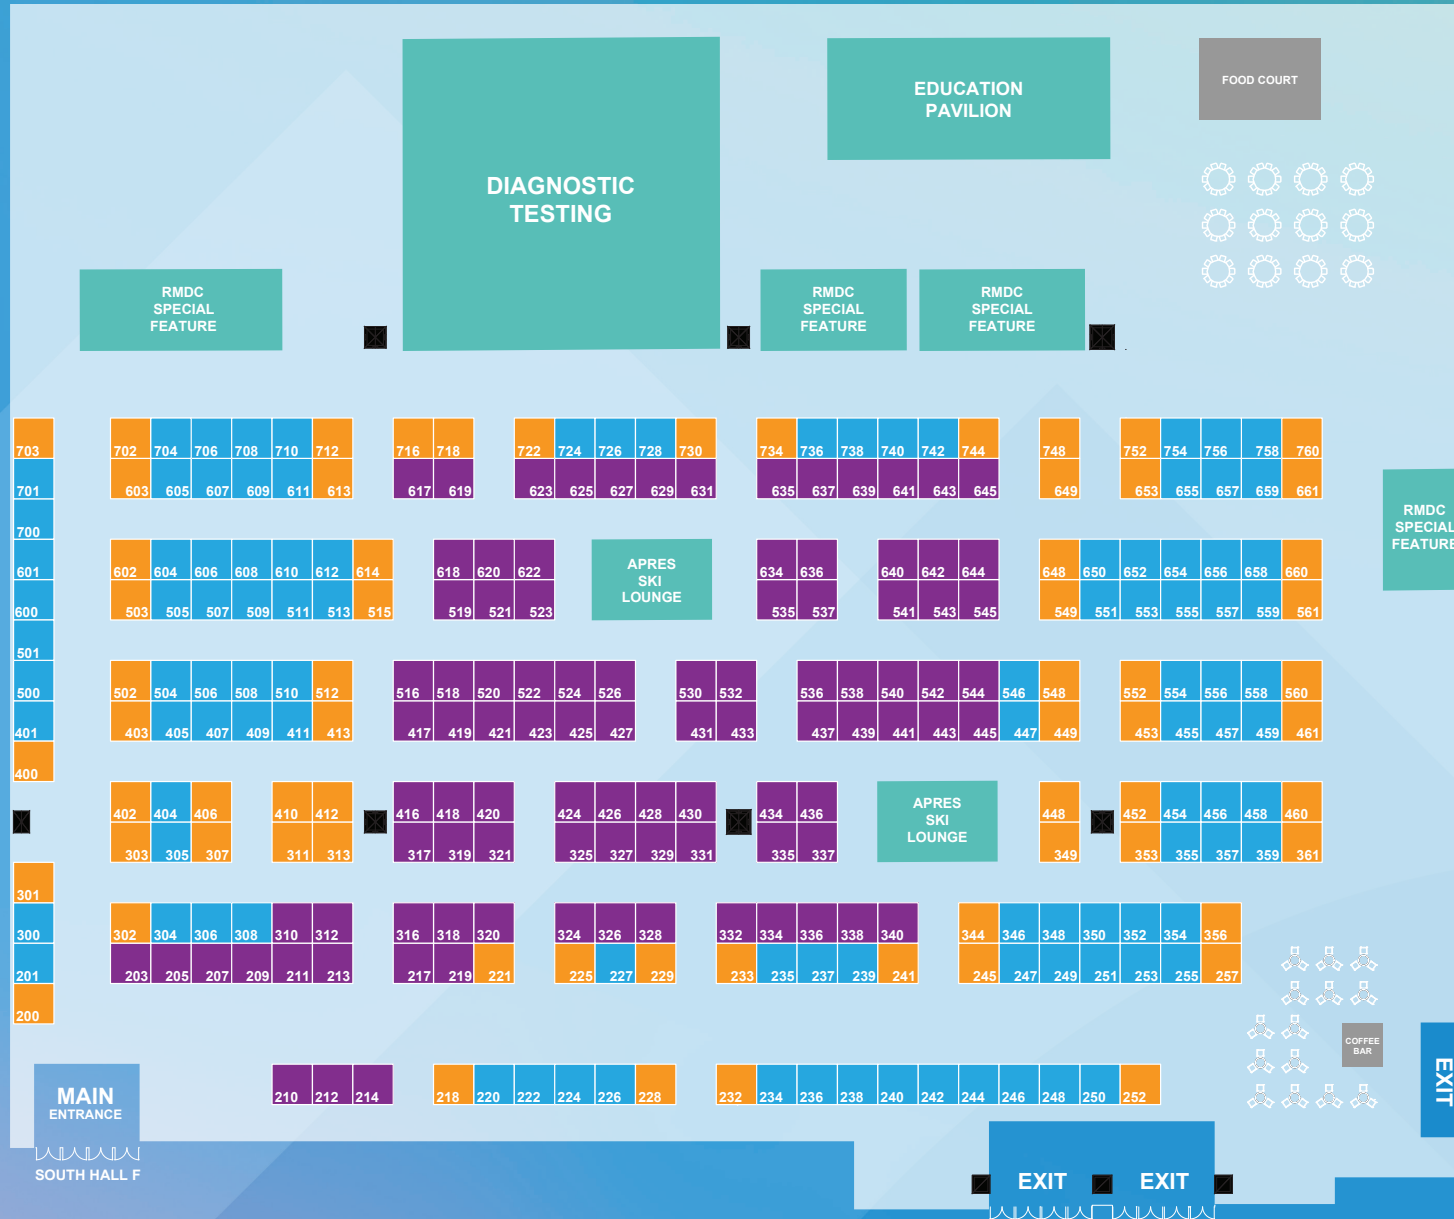 EDUCATION
PAVILION
FOOD COURT
DIAGNOSTIC
TESTING
RMDC
SPECIAL
FEATURE
RMDC
SPECIAL
FEATURE
RMDC
SPECIAL
FEATURE
703 702 704 706 708 710 712 716 718 722 724 726 728 730 734 736 738 740 742 744 748 752 754 756 758 760
701 603 605 607 609 611 613 617 619 623 625 627 629 631 635 637 639 641 643 645 649 653 655 657 659 661
RMDC
SPECIAL
FEATURE
700
601 602 604 606 608 610 612 614 618 620 622 634 636 640 642 644 648 650 652 654 656 658 660
APRES
SKI
LOUNGE
600 503 505 507 509 511 513 515 519 521 523 535 537 541 543 545 549 551 553 555 557 559 561
501
500 502 504 506 508 510 512 516 518 520 522 524 526 530 532 536 538 540 542 544 546 548 552 554 556 558 560
401 403 405 407 409 411 413 417 419 421 423 425 427 431 433 437 439 441 443 445 447 449 453 455 457 459 461
400
402 404 406 410 412 416 418 420 424 426 428 430 434 436 448 452 454 456 458 460
APRES
SKI
LOUNGE
303 305 307 311 313 317 319 321 325 327 329 331 335 337 349 353 355 357 359 361
301
300 302 304 306 308 310 312 316 318 320 324 326 328 332 334 336 338 340 344 346 348 350 352 354 356
201 203 205 207 209 211 213 217 219 221 225 227 229 233 235 237 239 241 245 247 249 251 253 255 257
200
COFFEE
BAR
MAIN
ENTRANCE
210 212 214 218 220 222 224 226 228 232 234 236 238 240 242 244 246 248 250 252
EXIT
SOUTH HALL F
EXIT EXIT